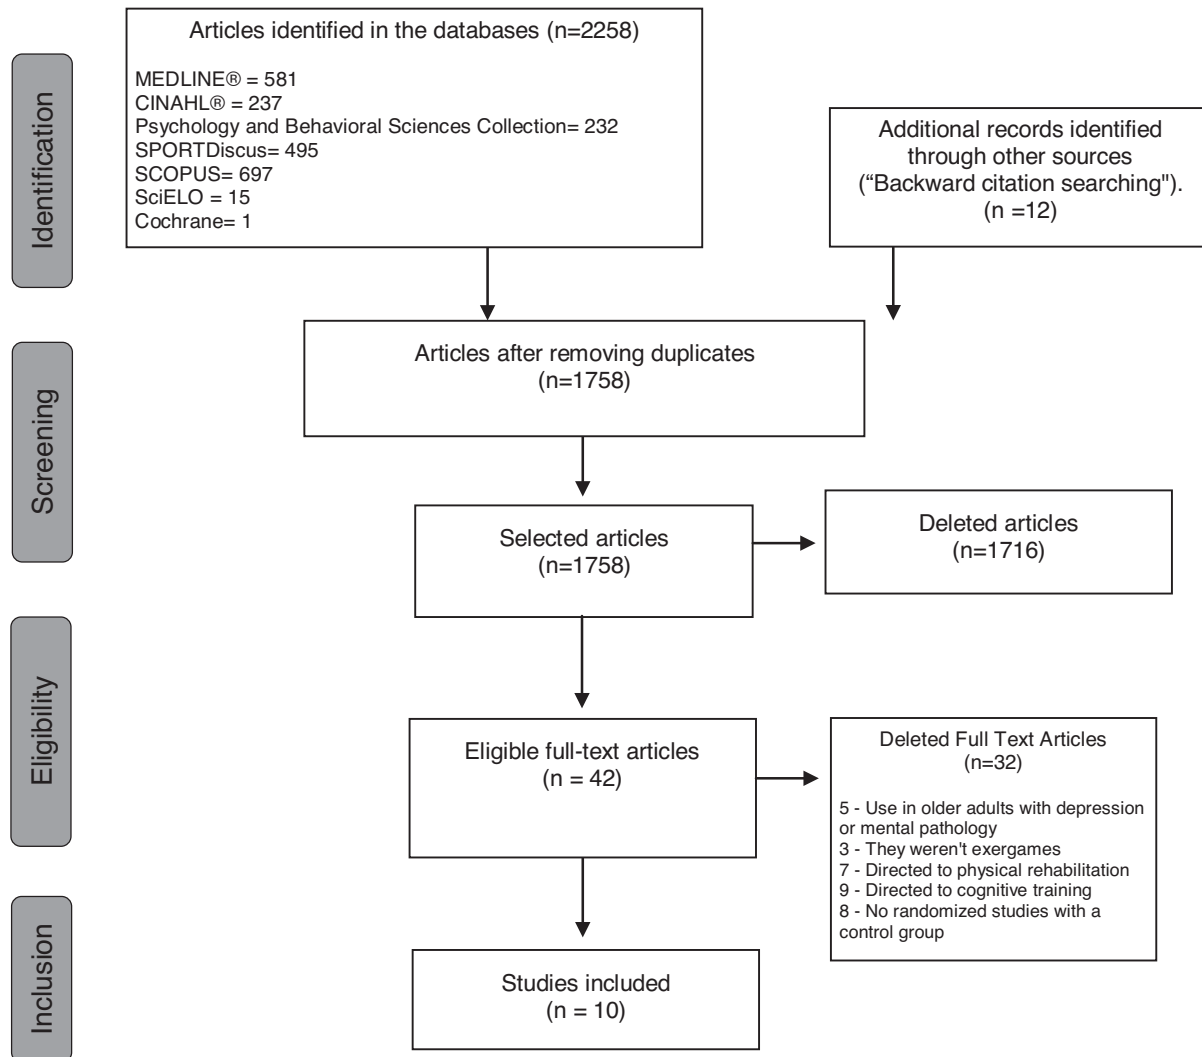 Identification
Articles identified in the databases (n=2258)
MEDLINE® = 581
CINAHL® = 237
Psychology and Behavioral Sciences Collection= 232
SPORTDiscus= 495
SCOPUS= 697
SciELO = 15
Cochrane= 1
Additional records identified
through other sources
(“Backward citation searching").
(n =12)
Screening
Articles after removing duplicates
(n=1758)
Selected articles
(n=1758)
Deleted articles
(n=1716)
Eligibility
Eligible full-text articles
(n = 42)
Deleted Full Text Articles
(n=32)
5 - Use in older adults with depression
or mental pathology
3 - They weren't exergames
7 - Directed to physical rehabilitation
9 - Directed to cognitive training
8 - No randomized studies with a
control group
Inclusion
Studies included
(n = 10)